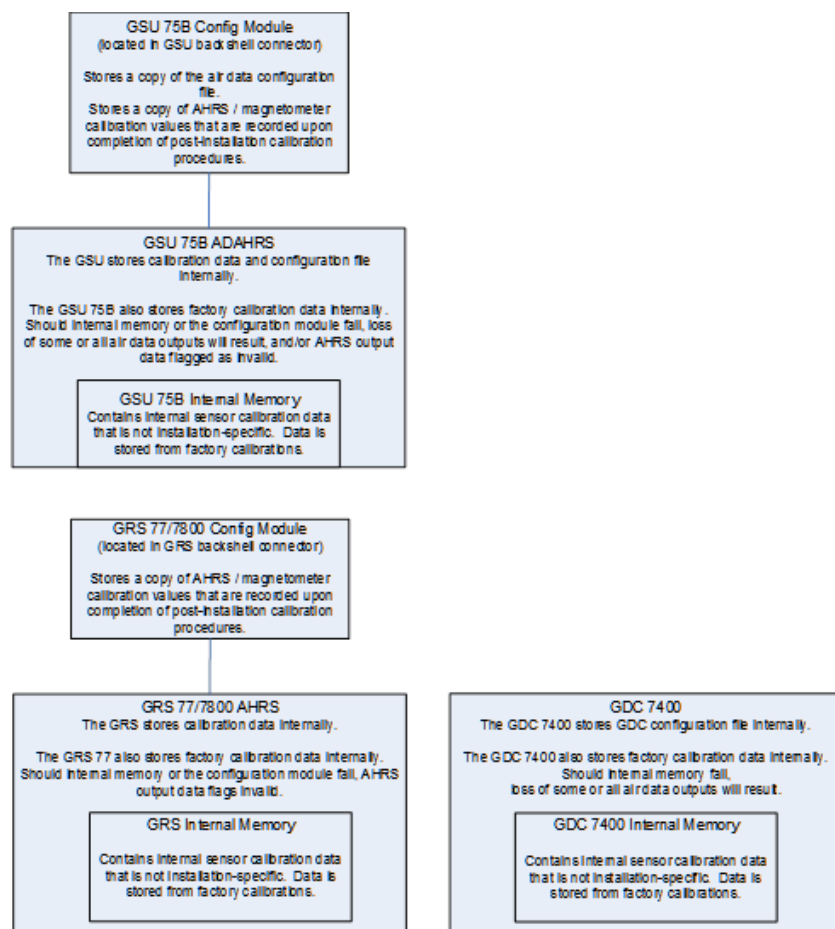 GSU 75B Config Module
(located in GSU backshell connector)
Stores a copy of the air data configuration
file.
Stores a copy of AHRS / magnetometer
calibration values that are recorded upon
completion of post-installation calibration
procedures.
GSU 75B ADAHRS
The GSU stores calibration data and configuration file
internally.
The GSU 75B also stores factory calibration data internally.
Should internal memory or the configuration module fail, loss
of some or all air data outputs will result, and/or AHRS output
data flagged as invalid.
GSU 75B Internal Memory
Contains internal sensor calibration data
that is not installation-specific. Data is
stored from factory calibrations.
GRS 77/7800 Config Module
(located in GRS backshell connector)
Stores a copy of AHRS / magnetometer
calibration values that are recorded upon
completion of post-installation calibration
procedures.
GRS 77/7800 AHRS
The GRS stores calibration data internally.
The GRS 77 also stores factory calibration data internally.
Should internal memory or the configuration module fail, AHRS
output data flags invalid.
GRS Internal Memory
Contains internal sensor calibration data
that is not installation-specific. Data is
stored from factory calibrations.
GDC 7400
The GDC 7400 stores GDC configuration file internally.
The GDC 7400 also stores factory calibration data internally.
Should internal memory fail,
loss of some or all air data outputs will result.
GDC 7400 Internal Memory
Contains internal sensor calibration data
that is not installation-specific. Data is
stored from factory calibrations.